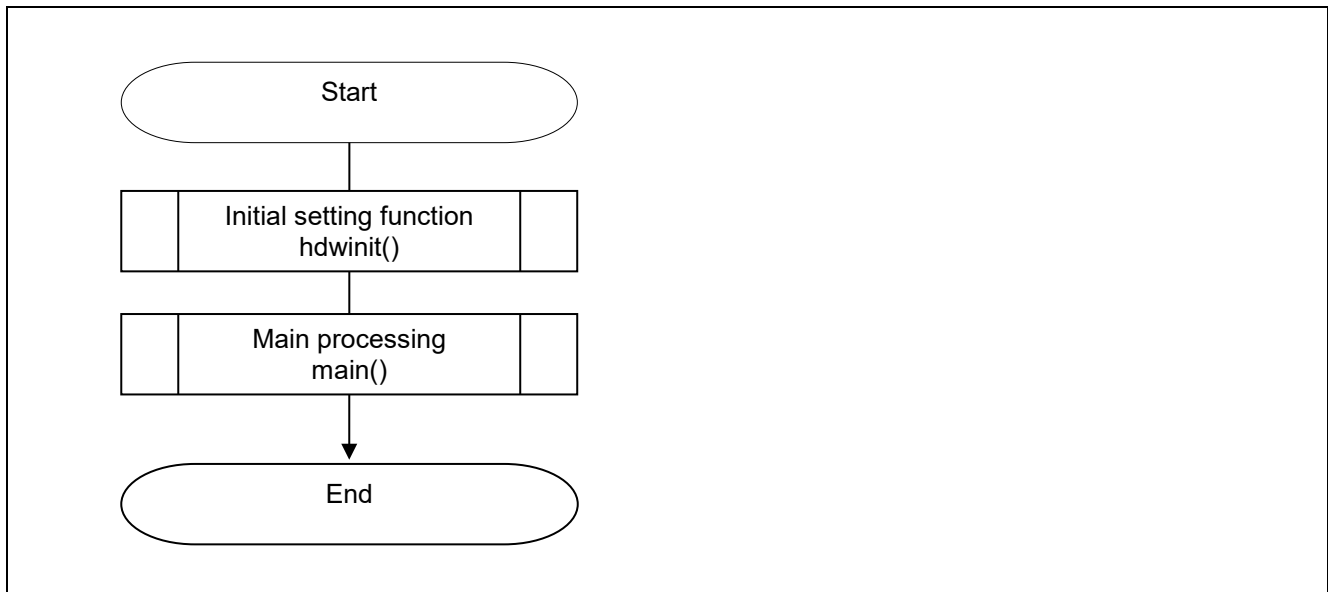 Start
Initial setting function
hdwinit()
Main processing
main()
End